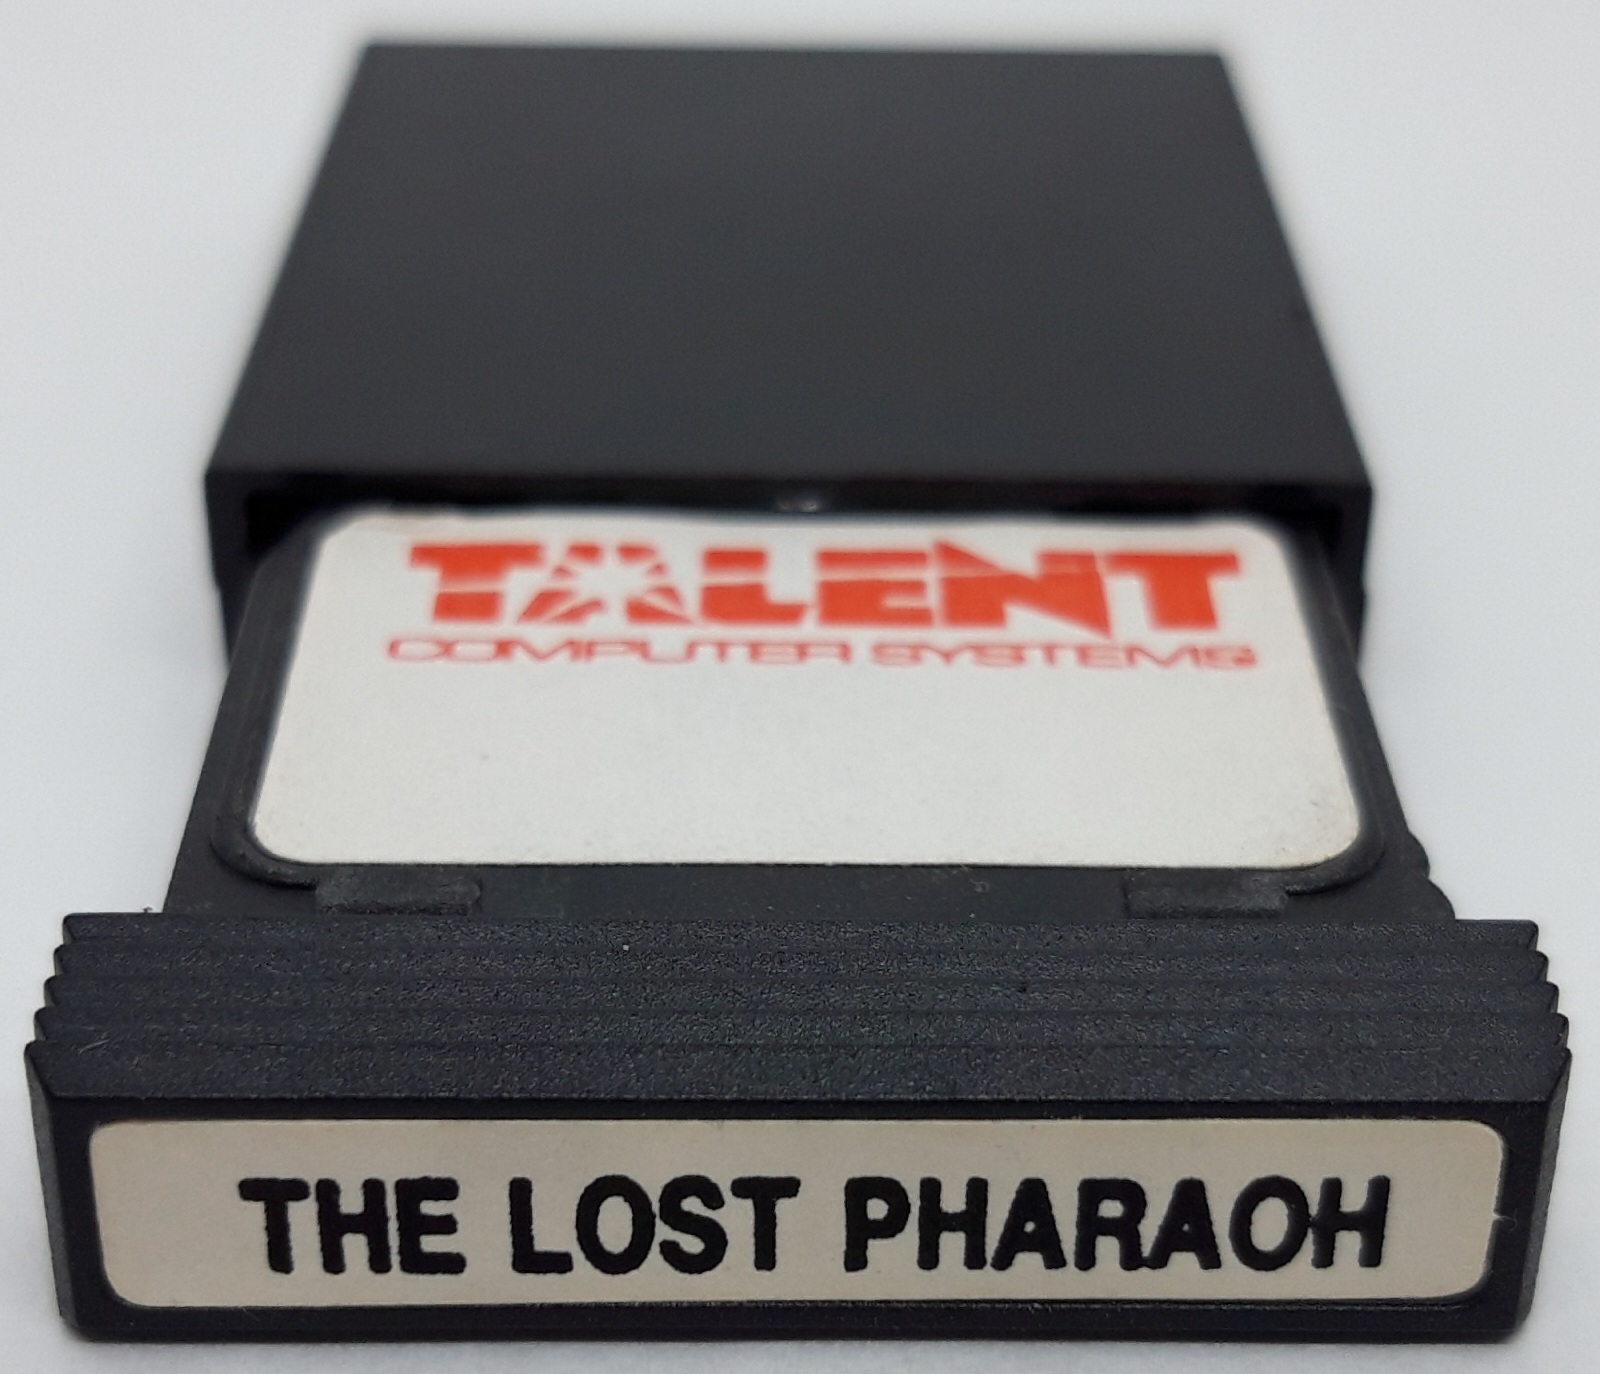 TALENT
COMPUTER SYSTEMS
THE LOST PHARAOH